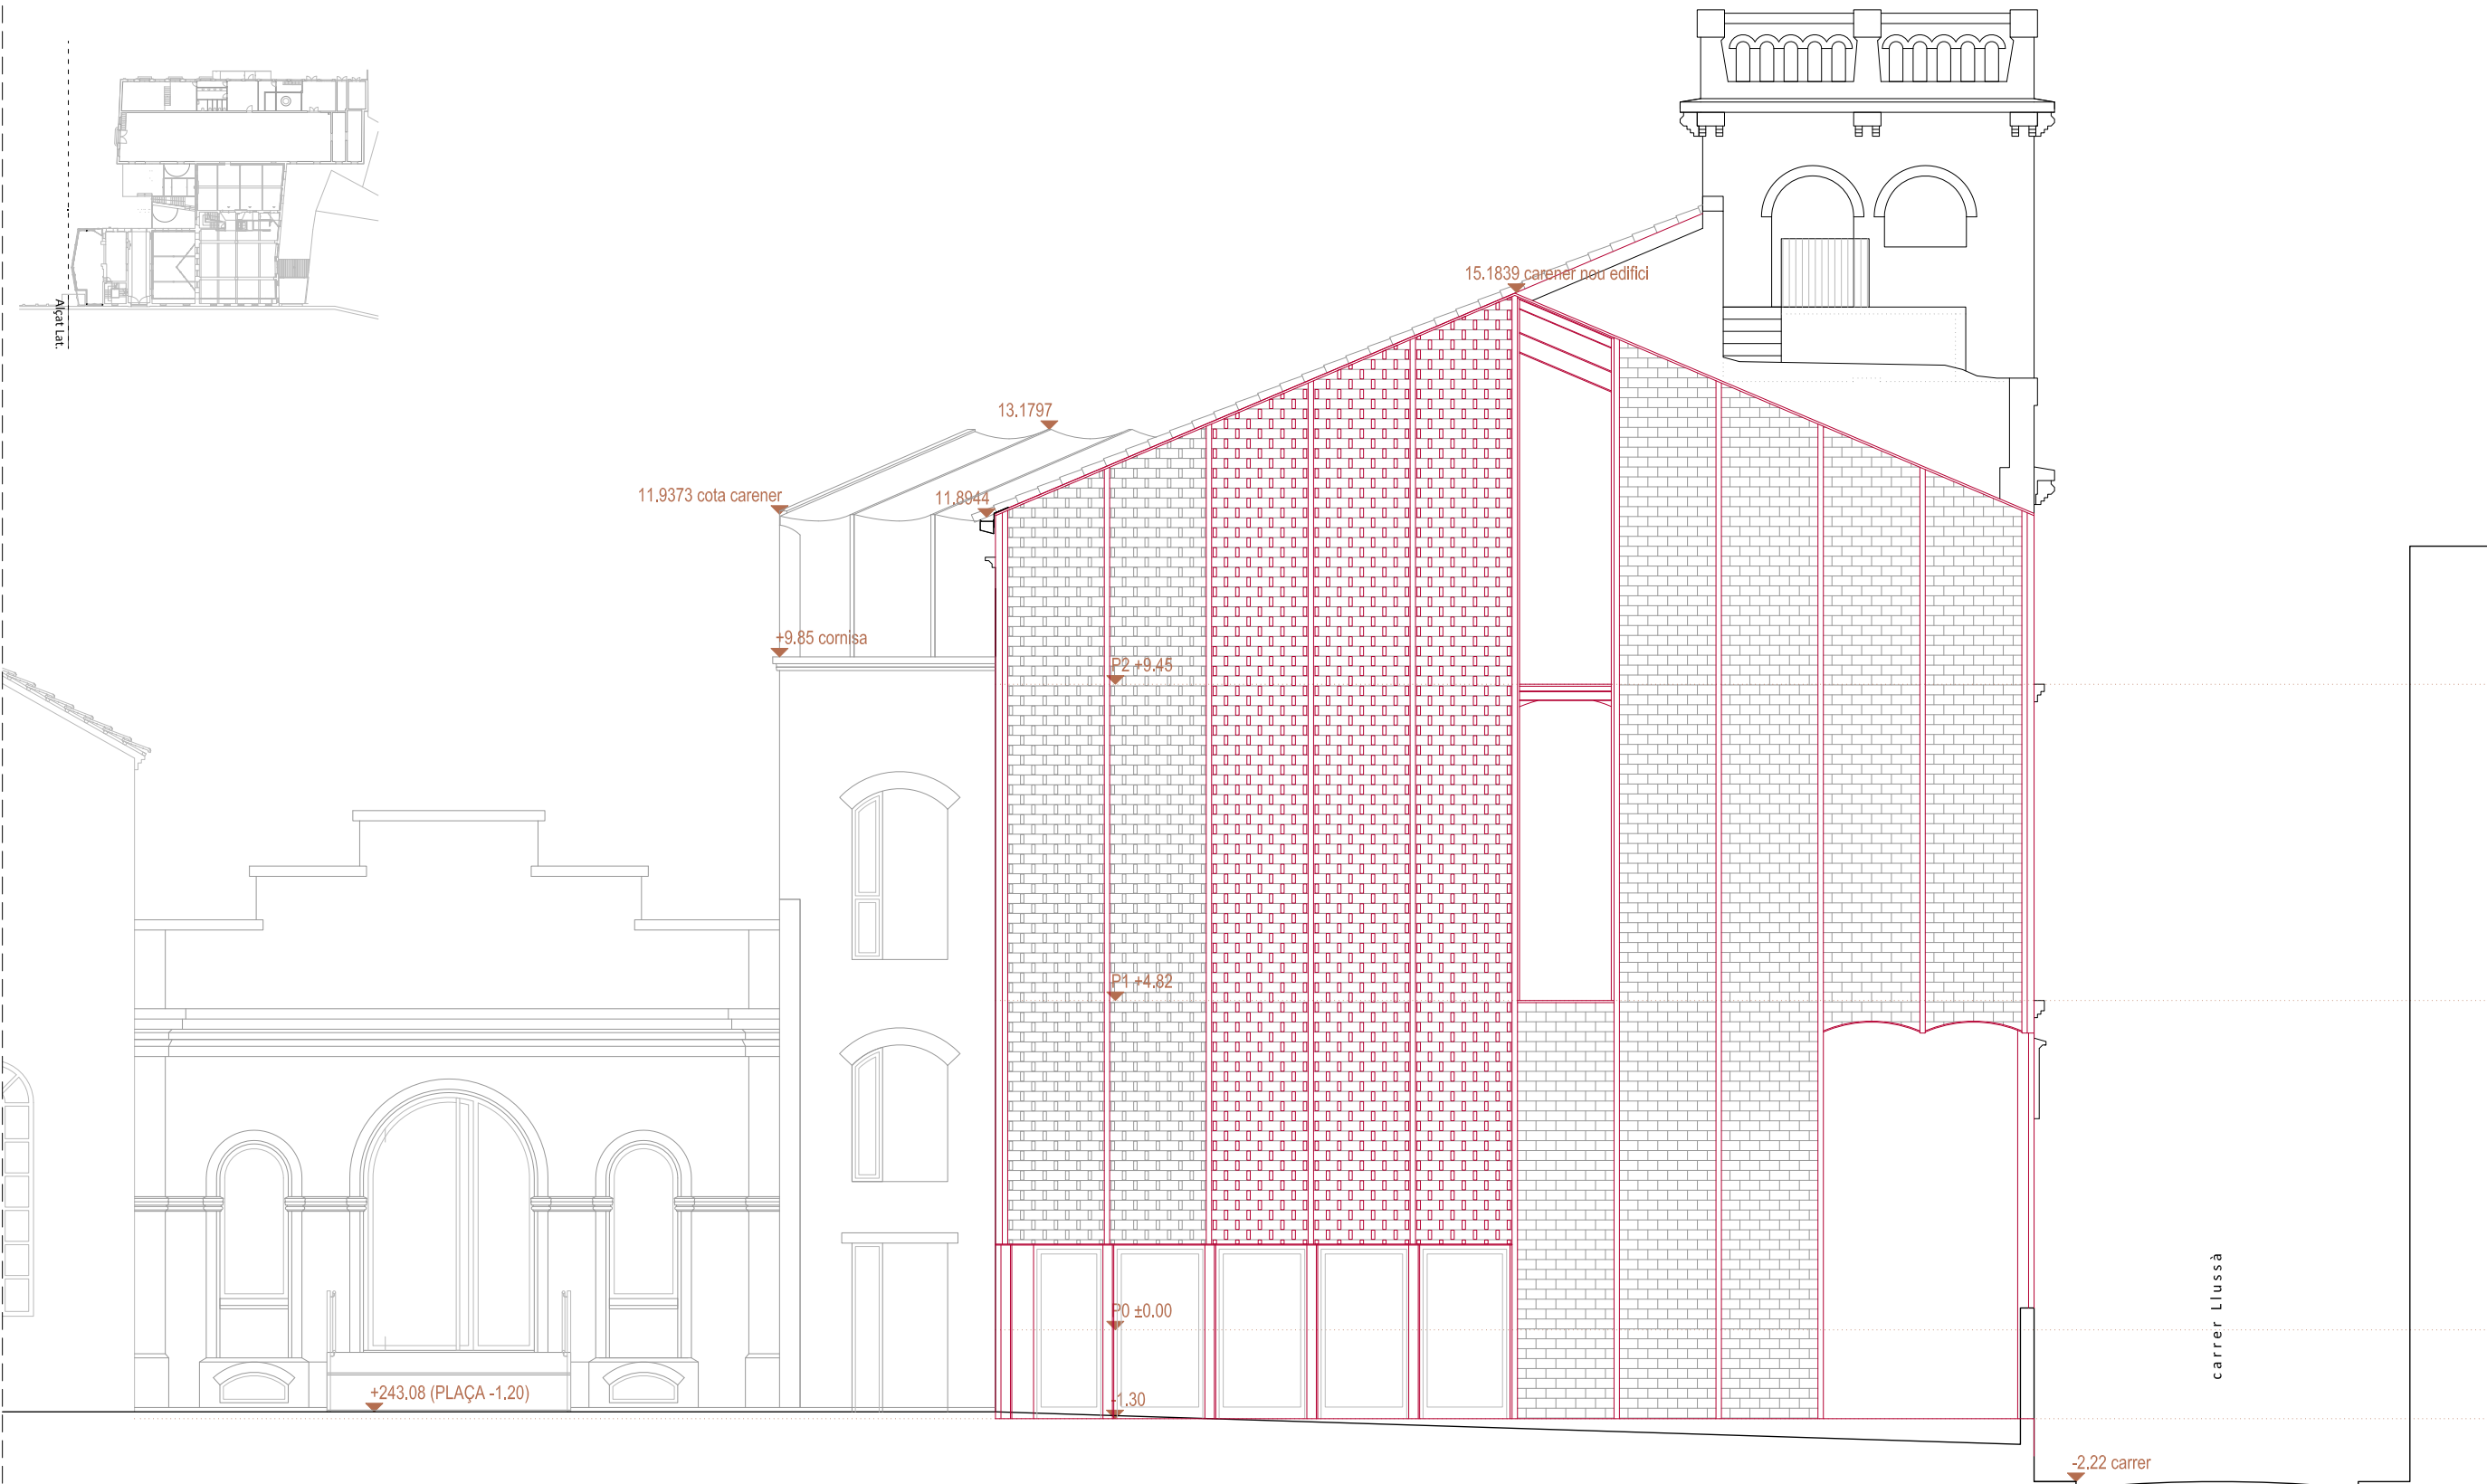 Alçat Lat.
15.1839 carener nou edifici
13.1797
11.9373 cota carener
11.8944
+9.85 cornisa
P2 +9.45
P1 +4.82
P0 ±0.00
+243.08 (PLAÇA -1.20)
-1.30
carrer Llussà
-2.22 carrer